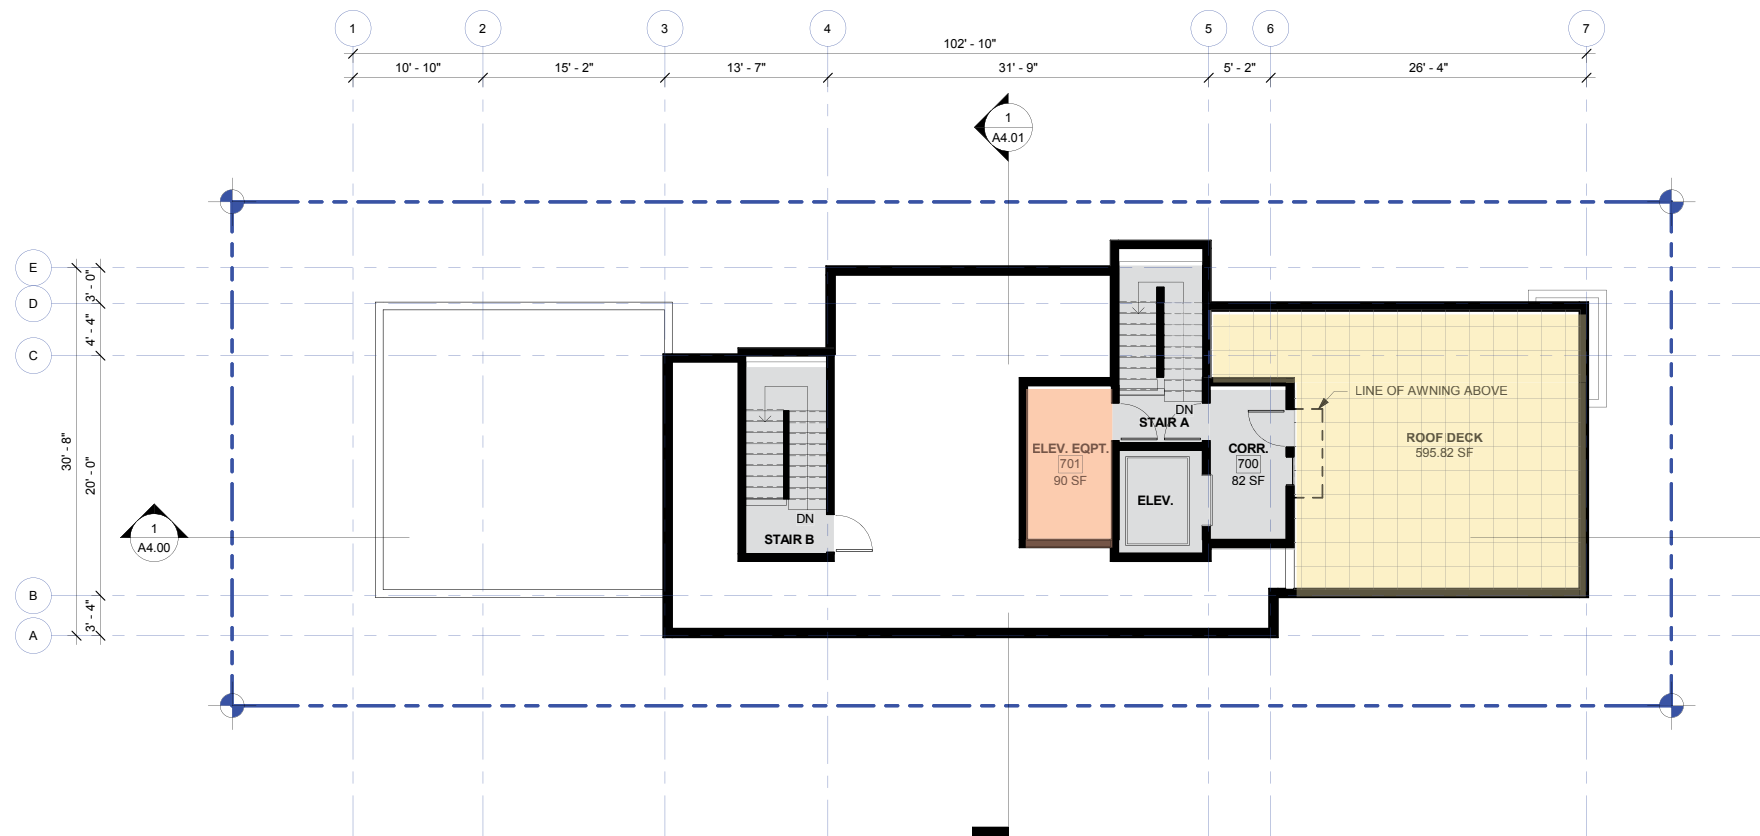 1
2
3
4
5
6
7
102' - 10"
10' - 10"
15' - 2"
13' - 7"
31' - 9"
5' - 2"
26' - 4"
1
A4.01
E
D
C
B
A
3' - 0"
4' - 4"
20' - 0"
3' - 4"
30' - 8"
1
A4.00
DN
STAIR B
DN
STAIR A
ELEV. EQPT.
701
90 SF
ELEV.
CORR.
700
82 SF
LINE OF AWNING ABOVE
ROOF DECK
595.82 SF